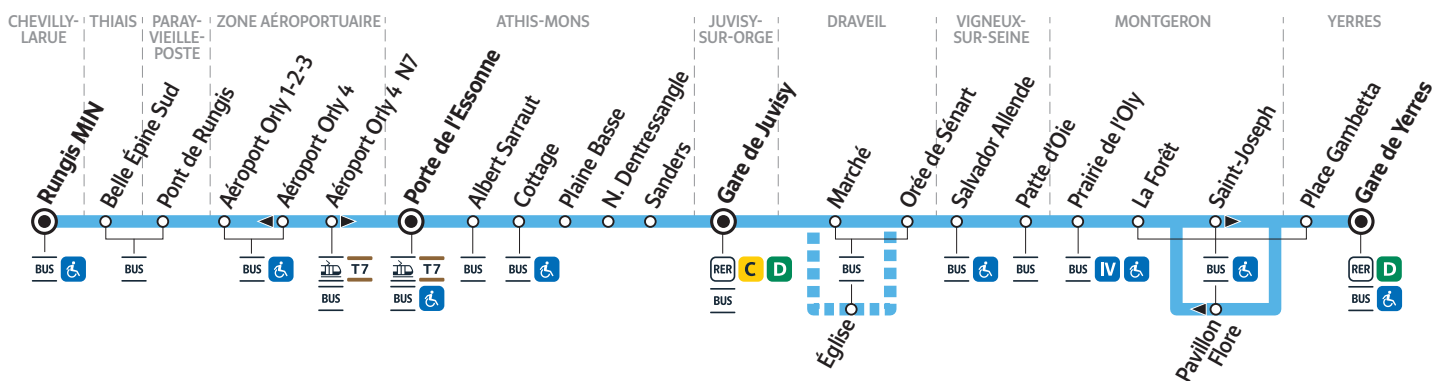 CHEVILLY-
LARUE
THIAIS
PARAY-
VIEILLE-
POSTE
ZONE AÉROPORTUAIRE
ATHIS-MONS
JUVISY-
SUR-ORGE
DRAVEIL
VIGNEUX-
SUR-SEINE
MONTGERON
YERRES
Rungis MIN
Belle Épine Sud
Pont de Rungis
Aéroport Orly 1-2-3
Aéroport Orly 4
Aéroport Orly 4 N7
Porte de l'Essonne
Albert Sarraut
Cottage
Plaine Basse
N. Dentressangle
Sanders
Gare de Juvisy
Marché
Orée de Sénart
Salvador Allende
Patte d'Oie
Prairie de l'Oly
La Forêt
Saint-Joseph
Place Gambetta
Gare de Yerres
BUS
BUS
BUS
T7
BUS
T7
BUS
BUS
BUS
RER C D
BUS
BUS
BUS
BUS
BUS IV
BUS
RER D
BUS
Église
Pavillon
Flore